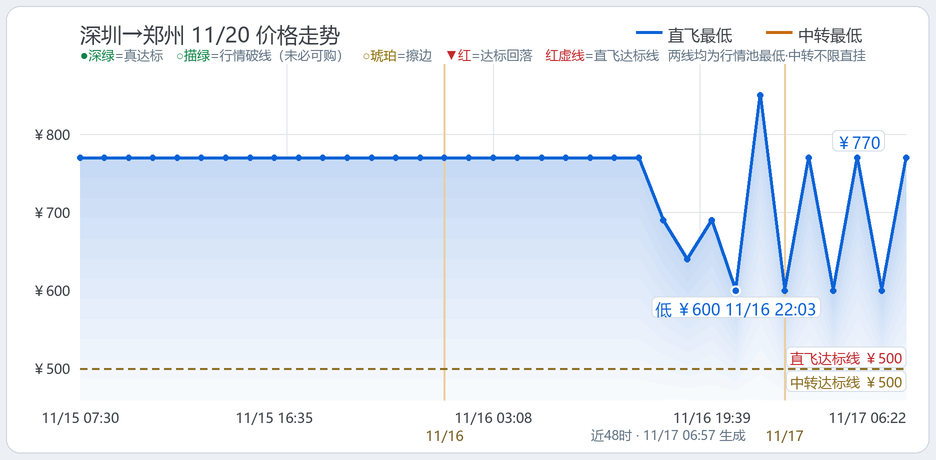 深圳→郑州 11/20 价格走势
直飞最低 中转最低
●深绿=真达标 ○描绿=行情破线（未必可购） ○琥珀=擦边 ▼红=达标回落 红虚线=直飞达标线 两线均为行情池最低·中转不限直挂
¥800
¥770
¥700
¥600
低 ¥600 11/16 22:03
直飞达标线 ¥500
¥500
中转达标线 ¥500
11/15 07:30 11/15 16:35 11/16 03:08 11/16 19:39 11/17 06:22
11/16 近48时 · 11/17 06:57 生成 11/17